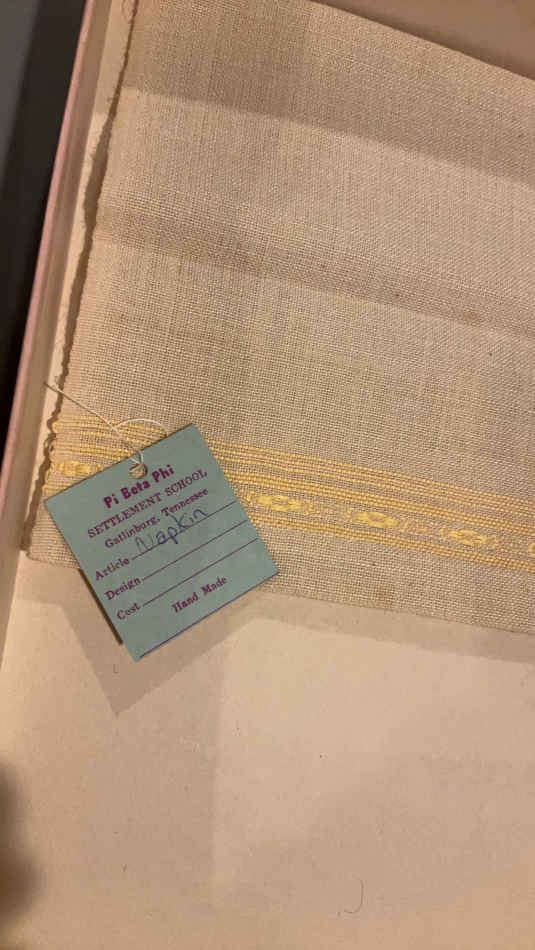 Pi Beta Phi
SETTLEMENT SCHOOL
Gatlinburg, Tennessee
Article Napkin
Design
Cost
Hand Made